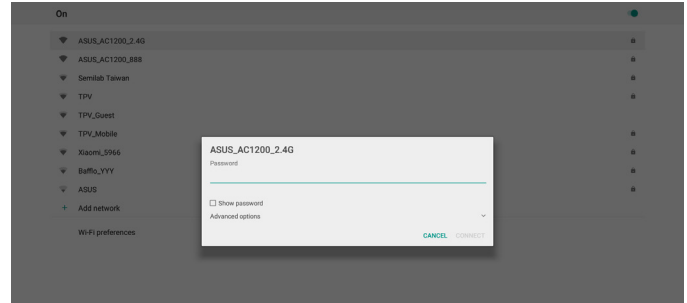 On
ASUS_AC1200_2.4G
ASUS_AC1200_888
Semilab Taiwan
TPV
TPV_Guest
TPV_Mobile
Xiaomi_5966
Baffio_YYY
ASUS
+ Add network
Wi-Fi preferences
ASUS_AC1200_2.4G
Password
Show password
Advanced options
CANCEL CONNECT